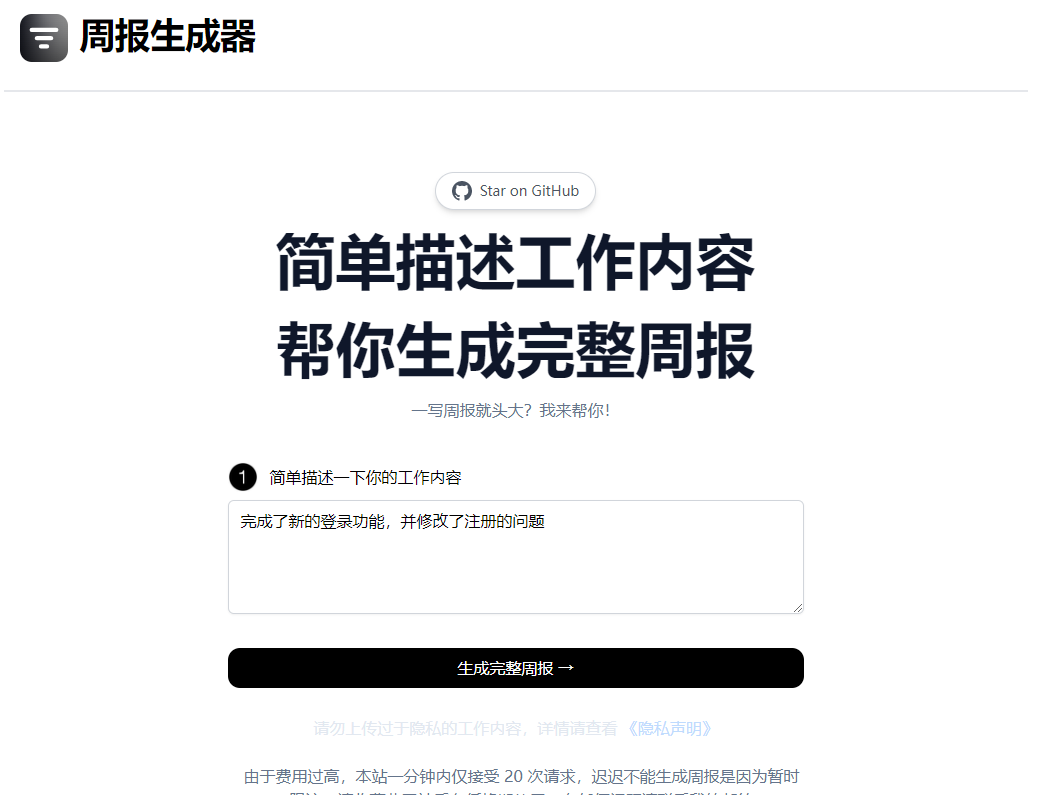 周报生成器
Star on GitHub
简单描述工作内容
帮你生成完整周报
一写周报就头大？我来帮你！
1 简单描述一下你的工作内容
完成了新的登录功能，并修改了注册的问题
生成完整周报 →
请勿上传过于隐私的工作内容，详情请查看 《隐私声明》
由于费用过高，本站一分钟内仅接受 20 次请求，迟迟不能生成周报是因为暂时